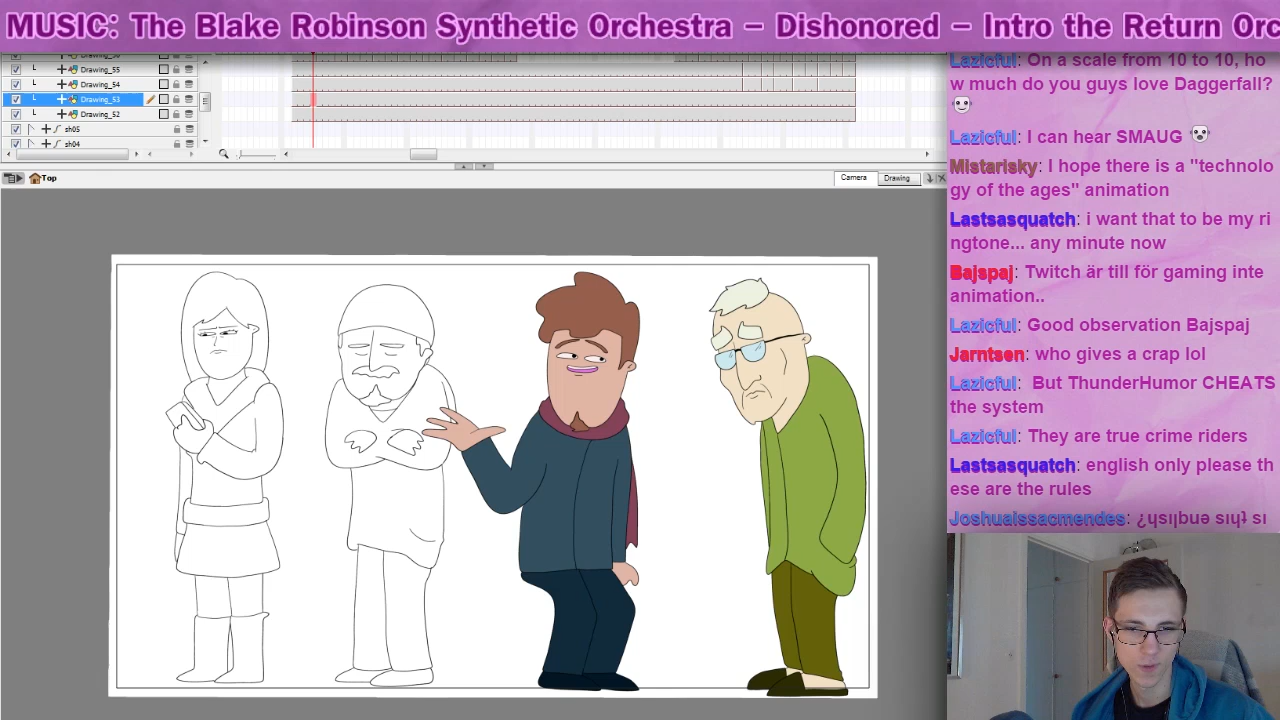 MUSIC: The Blake Robinson Synthetic Orchestra – Dishonored – Intro the Return Orc
Drawing_55
Drawing_54
Drawing_53
Drawing_52
sh05
sh04
Top
Camera
Drawing
Lazicful: On a scale from 10 to 10, ho
w much do you guys love Daggerfall?
Lazicful: I can hear SMAUG
Mistarisky: I hope there is a "technolo
gy of the ages" animation
Lastsasquatch: i want that to be my ri
ngtone... any minute now
Bajspaj: Twitch är till för gaming inte
animation..
Lazicful: Good observation Bajspaj
Jarntsen: who gives a crap lol
Lazicful: But ThunderHumor CHEATS
the system
Lazicful: They are true crime riders
Lastsasquatch: english only please th
ese are the rules
Joshuaissacmendes: ¿ɥsılbuǝ sıɥʇ sı